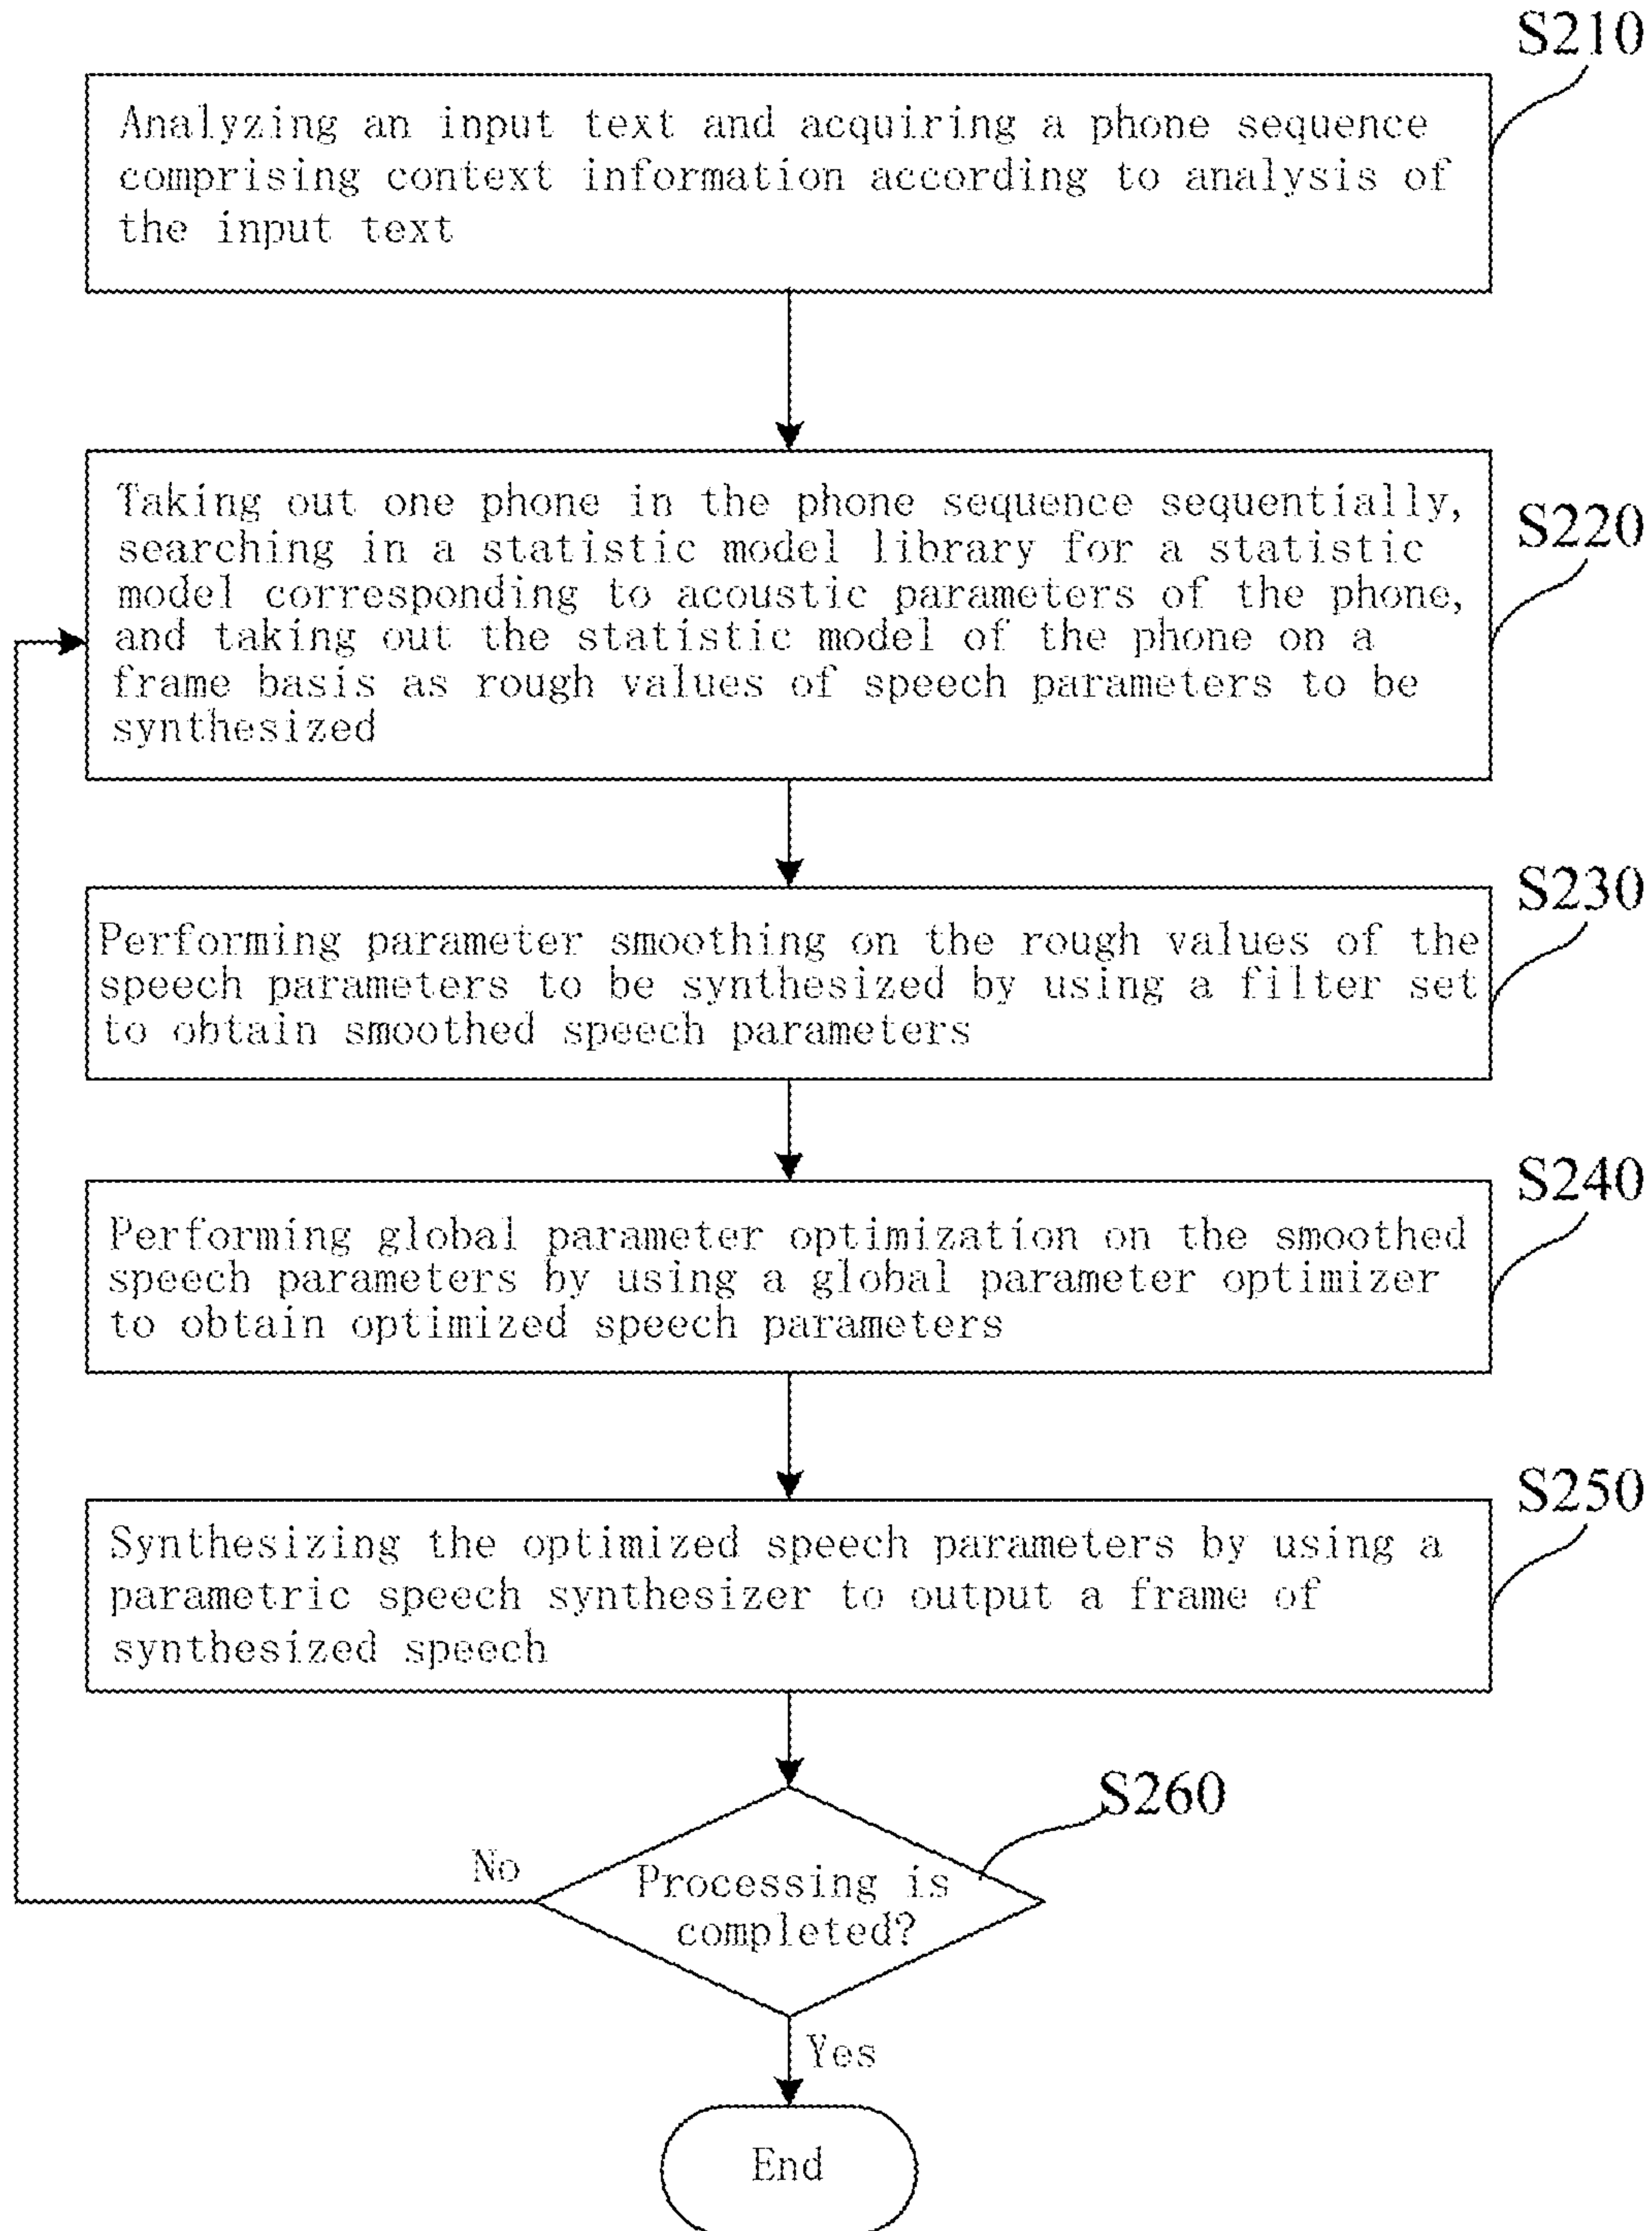 S210
Analyzing an input text and acquiring a phone sequence
comprising context information according to analysis of
the input text
S220
Taking out one phone in the phone sequence sequentially,
searching in a statistic model library for a statistic
model corresponding to acoustic parameters of the phone,
and taking out the statistic model of the phone on a
frame basis as rough values of speech parameters to be
synthesized
S230
Performing parameter smoothing on the rough values of the
speech parameters to be synthesized by using a filter set
to obtain smoothed speech parameters
S240
Performing global parameter optimization on the smoothed
speech parameters by using a global parameter optimizer
to obtain optimized speech parameters
S250
Synthesizing the optimized speech parameters by using a
parametric speech synthesizer to output a frame of
synthesized speech
S260
No
Processing is
completed?
Yes
End